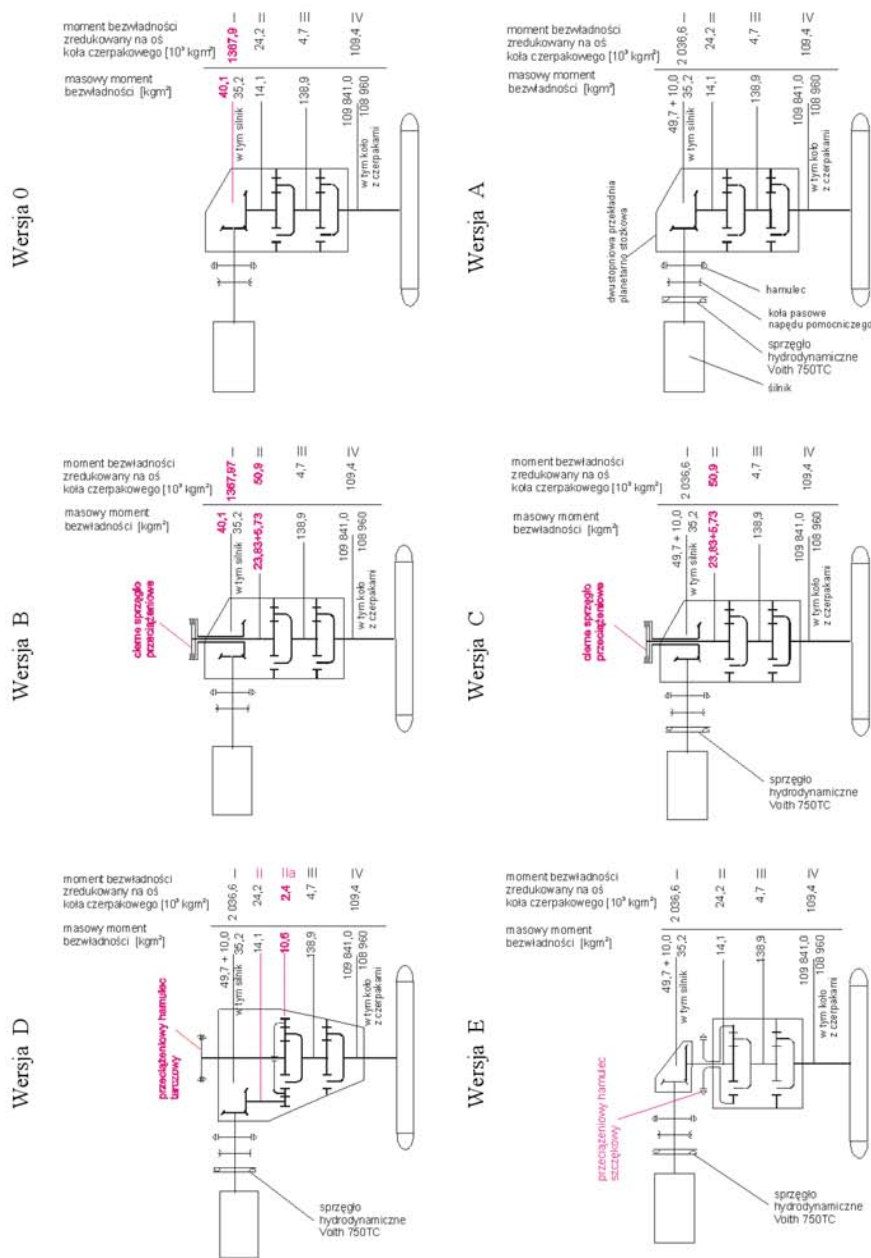 Wersja 0
moment bezwładności
zredukowany na oś
koła czerpakowego [10³ kgm²]
1367,9 I
24,2 II
4,7 III
109,4 IV
masowy moment
bezwładności [kgm²]
40,1
w tym silnik 35,2
14,1
138,9
109 841,0
w tym koło 108 960
z czerpakami
Wersja A
moment bezwładności
zredukowany na oś
koła czerpakowego [10³ kgm²]
2 036,6 I
24,2 II
4,7 III
109,4 IV
masowy moment
bezwładności [kgm²]
49,7 + 10,0
w tym silnik 35,2
14,1
138,9
109 841,0
w tym koło 108 960
z czerpakami
dwustopniowa przekładnia
planetarno stożkowa
hamulec
koła pasowe
napędu pomocniczego
sprzęgło
hydrodynamiczne
Voith 750TC
silnik
Wersja B
moment bezwładności
zredukowany na oś
koła czerpakowego [10³ kgm²]
1367,97 I
50,9 II
4,7 III
109,4 IV
masowy moment
bezwładności [kgm²]
40,1
w tym silnik 35,2
23,83+5,73
138,9
109 841,0
w tym koło 108 960
z czerpakami
cierne sprzęgło
przeciążeniowe
Wersja C
moment bezwładności
zredukowany na oś
koła czerpakowego [10³ kgm²]
2 036,6 I
50,9 II
4,7 III
109,4 IV
masowy moment
bezwładności [kgm²]
49,7 + 10,0
w tym silnik 35,2
23,83+5,73
138,9
109 841,0
w tym koło 108 960
z czerpakami
cierne sprzęgło
przeciążeniowe
sprzęgło
hydrodynamiczne
Voith 750TC
Wersja D
moment bezwładności
zredukowany na oś
koła czerpakowego [10³ kgm²]
2 036,6 I
24,2 II
2,4 IIa
4,7 III
109,4 IV
masowy moment
bezwładności [kgm²]
49,7 + 10,0
w tym silnik 35,2
14,1
10,6
138,9
109 841,0
w tym koło 108 960
z czerpakami
przeciążeniowy hamulec
tarczowy
sprzęgło
hydrodynamiczne
Voith 750TC
Wersja E
moment bezwładności
zredukowany na oś
koła czerpakowego [10³ kgm²]
2 036,6 I
24,2 II
4,7 III
109,4 IV
masowy moment
bezwładności [kgm²]
49,7 + 10,0
w tym silnik 35,2
14,1
138,9
109 841,0
w tym koło 108 960
z czerpakami
przeciążeniowy hamulec
szczękowy
sprzęgło
hydrodynamiczne
Voith 750TC